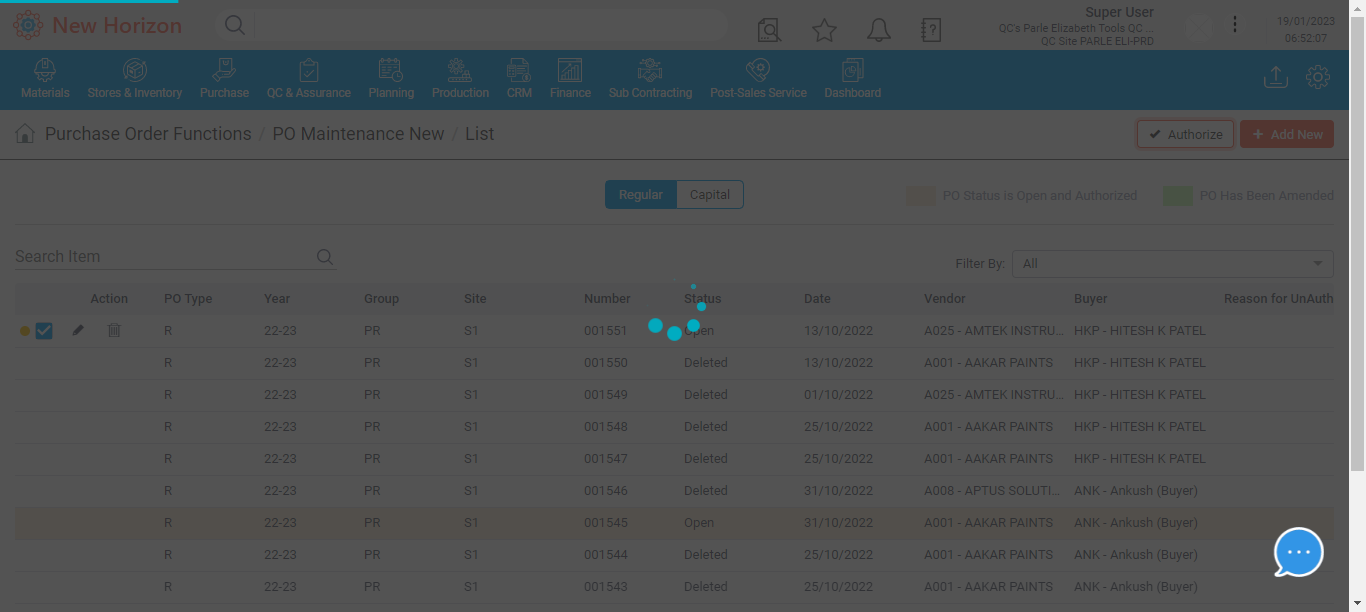 New Horizon
Super User
QC's Parle Elizabeth Tools QC ...
QC Site PARLE ELI-PRD
19/01/2023
06:52:07
Materials Stores & Inventory Purchase QC & Assurance Planning Production CRM Finance Sub Contracting Post-Sales Service Dashboard
Purchase Order Functions / PO Maintenance New / List
Authorize + Add New
Regular Capital
PO Status is Open and Authorized PO Has Been Amended
Search Item
Filter By: All
Action PO Type Year Group Site Number Status Date Vendor Buyer Reason for UnAuth
R 22-23 PR S1 001551 Open 13/10/2022 A025 - AMTEK INSTRU... HKP - HITESH K PATEL
R 22-23 PR S1 001550 Deleted 13/10/2022 A001 - AAKAR PAINTS HKP - HITESH K PATEL
R 22-23 PR S1 001549 Deleted 01/10/2022 A025 - AMTEK INSTRU... HKP - HITESH K PATEL
R 22-23 PR S1 001548 Deleted 25/10/2022 A001 - AAKAR PAINTS HKP - HITESH K PATEL
R 22-23 PR S1 001547 Deleted 25/10/2022 A001 - AAKAR PAINTS HKP - HITESH K PATEL
R 22-23 PR S1 001546 Deleted 31/10/2022 A008 - APTUS SOLUTI... ANK - Ankush (Buyer)
R 22-23 PR S1 001545 Open 31/10/2022 A001 - AAKAR PAINTS ANK - Ankush (Buyer)
R 22-23 PR S1 001544 Deleted 25/10/2022 A001 - AAKAR PAINTS ANK - Ankush (Buyer)
R 22-23 PR S1 001543 Deleted 25/10/2022 A001 - AAKAR PAINTS ANK - Ankush (Buyer)